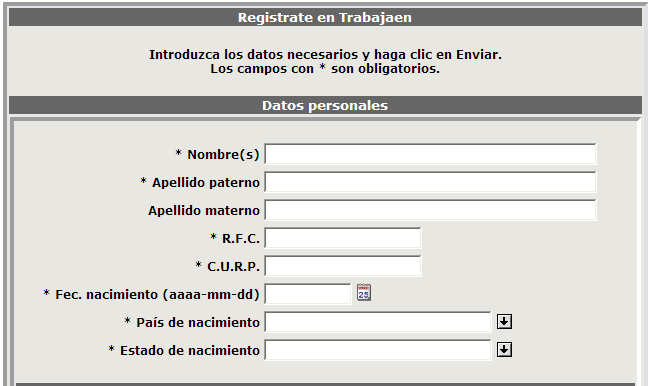 Registrate en Trabajaen
Introduzca los datos necesarios y haga clic en Enviar.
Los campos con * son obligatorios.
Datos personales
* Nombre(s)
* Apellido paterno
Apellido materno
* R.F.C.
* C.U.R.P.
* Fec. nacimiento (aaaa-mm-dd)
25
* País de nacimiento
* Estado de nacimiento